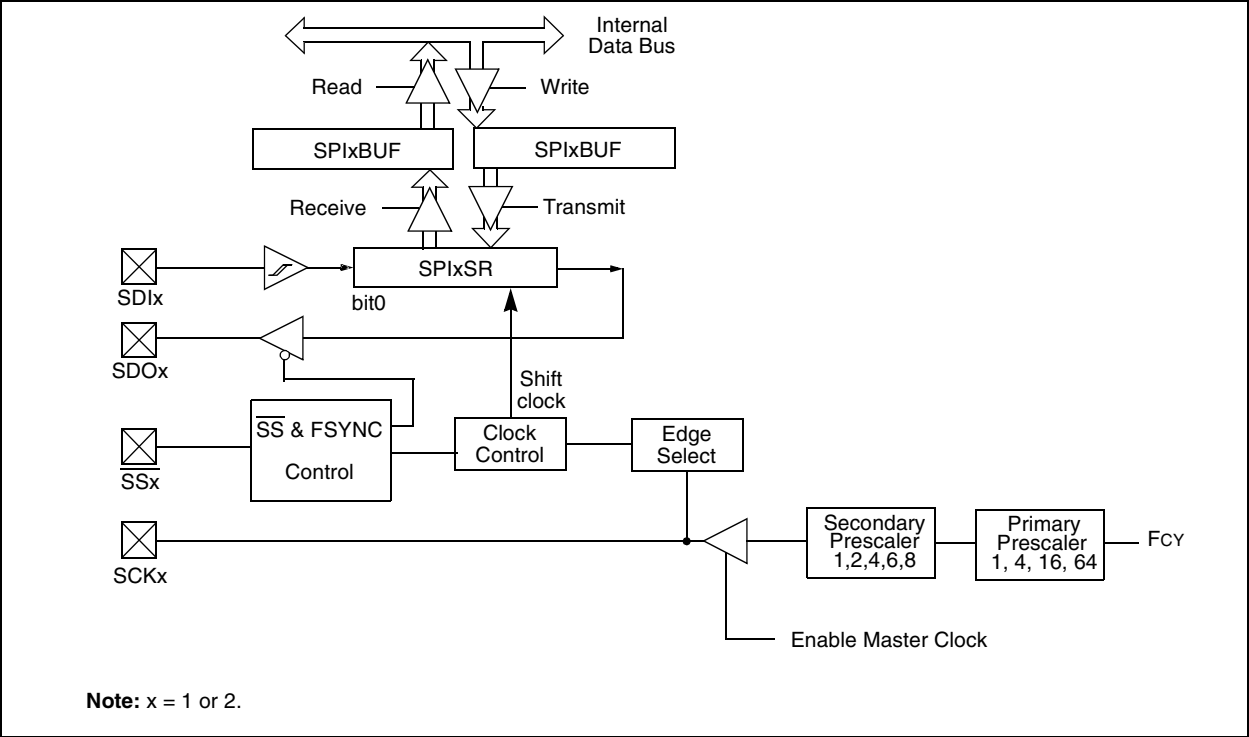 Internal
Data Bus
Read
Write
SPIxBUF
SPIxBUF
Receive
Transmit
SDIx
SPIxSR
bit0
SDOx
Shift
clock
S̅S̅ & FSYNC
Control
Clock
Control
Edge
Select
S̅S̅x̅
Secondary
Prescaler
1,2,4,6,8
Primary
Prescaler
1, 4, 16, 64
FCY
SCKx
Enable Master Clock
Note: x = 1 or 2.